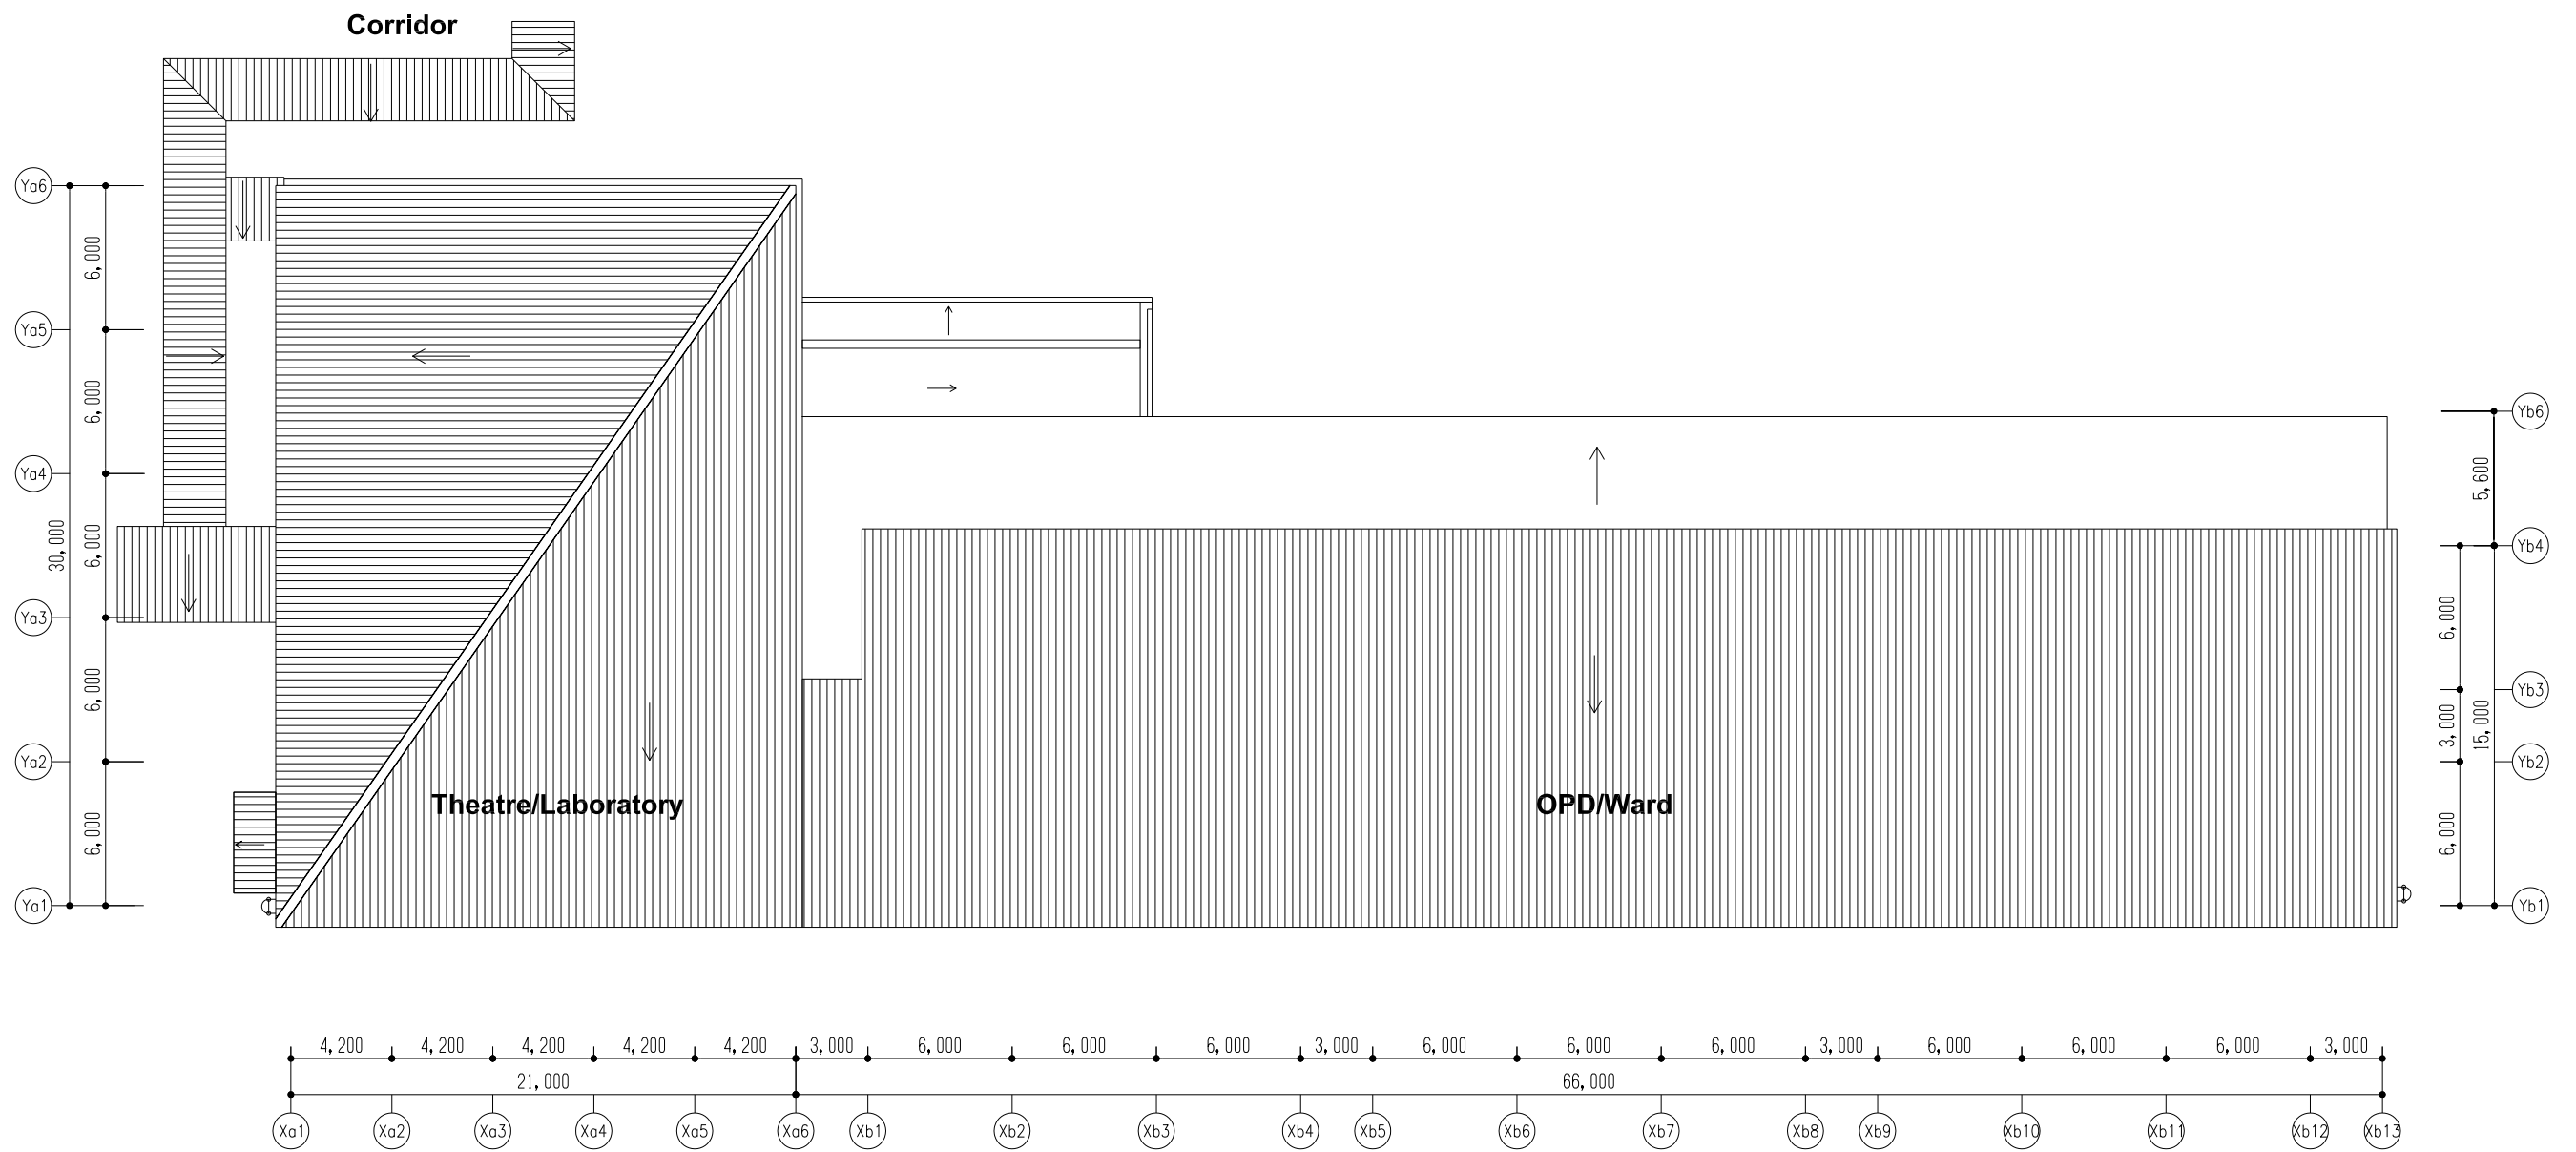 Corridor
Ya6
6,000
Ya5
6,000
Ya4
30,000
6,000
Ya3
6,000
Ya2
6,000
Ya1
Theatre/Laboratory
OPD/Ward
Yb6
5,600
Yb4
6,000
Yb3
3,000
15,000
Yb2
6,000
Yb1
4,200 4,200 4,200 4,200 4,200 3,000 6,000 6,000 6,000 3,000 6,000 6,000 6,000 3,000 6,000 6,000 6,000 3,000
21,000 66,000
Xa1 Xa2 Xa3 Xa4 Xa5 Xa6 Xb1 Xb2 Xb3 Xb4 Xb5 Xb6 Xb7 Xb8 Xb9 Xb10 Xb11 Xb12 Xb13